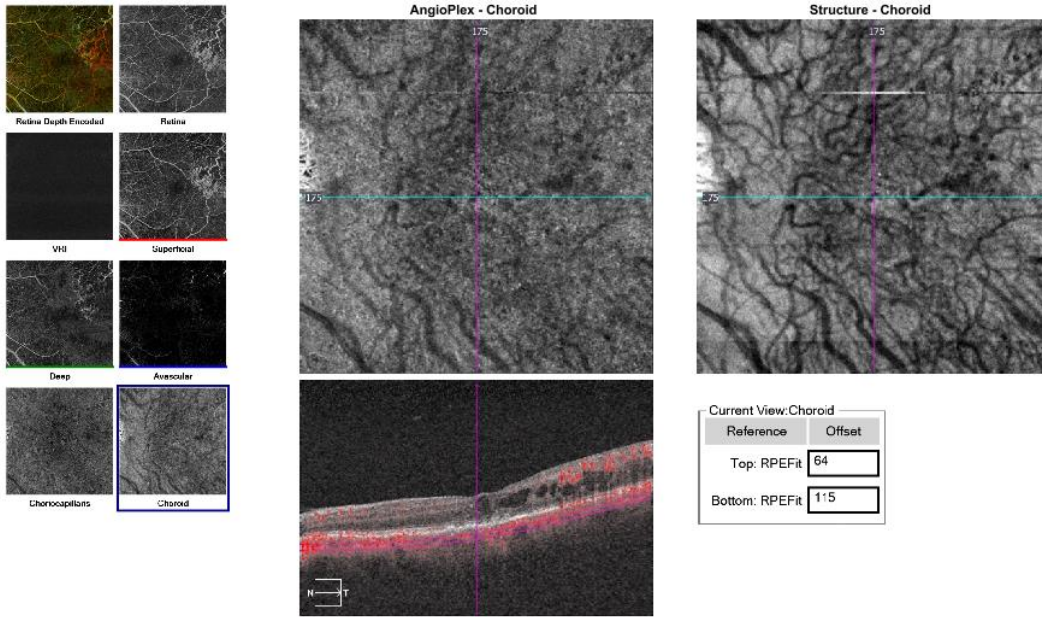 AngioPlex - Choroid
Structure - Choroid
175
175
175
175
Retina Depth Encoded
Retina
VRI
Superficial
Deep
Avascular
Choriocapillaris
Choroid
N T
Current View:Choroid
Reference Offset
Top: RPEFit 64
Bottom: RPEFit 115